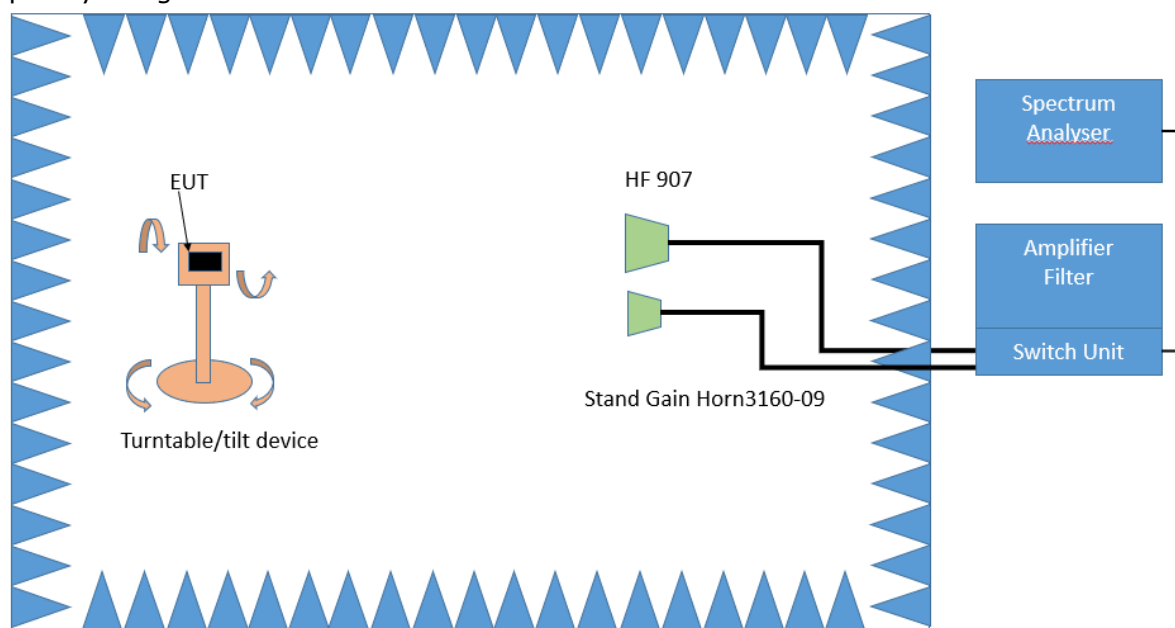 Spectrum
Analyser
EUT
HF 907
Amplifier
Filter
Switch Unit
Stand Gain Horn3160-09
Turntable/tilt device